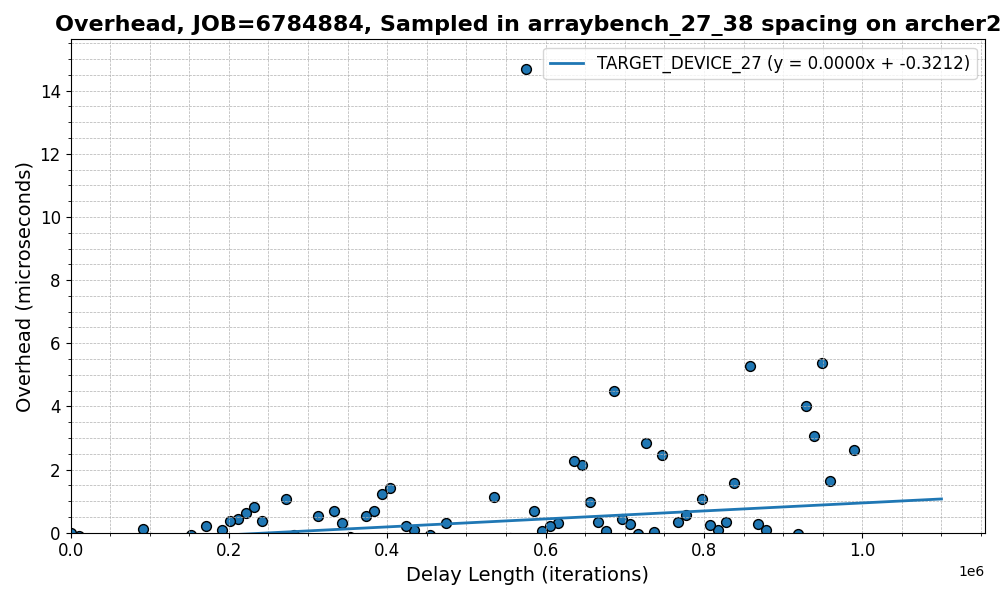 Overhead, JOB=6784884, Sampled in arraybench_27_38 spacing on archer2
TARGET_DEVICE_27 (y = 0.0000x + -0.3212)
Overhead (microseconds)
14
12
10
8
6
4
2
0
0.0 0.2 0.4 0.6 0.8 1.0
1e6
Delay Length (iterations)